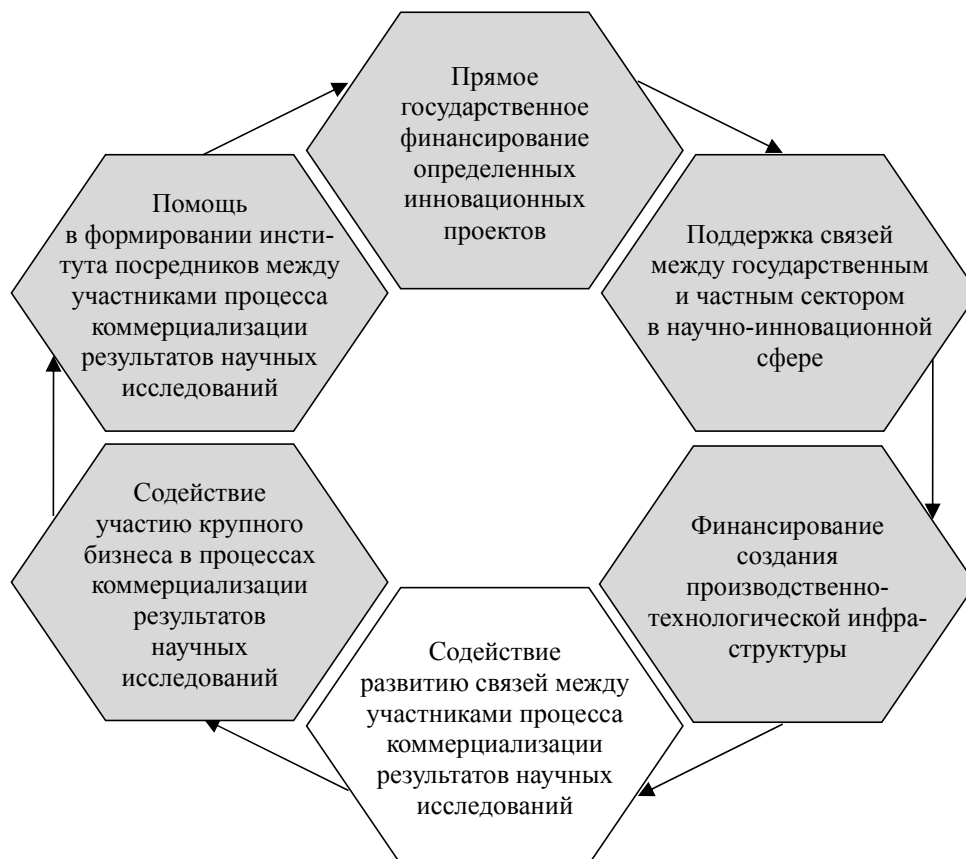 Прямое
государственное
финансирование
определенных
инновационных
проектов
Поддержка связей
между государственным
и частным сектором
в научно-инновационной
сфере
Финансирование
создания
производственно-
технологической инфра-
структуры
Содействие
развитию связей между
участниками процесса
коммерциализации
результатов научных
исследований
Содействие
участию крупного
бизнеса в процессах
коммерциализации
результатов
научных
исследований
Помощь
в формировании инсти-
тута посредников между
участниками процесса
коммерциализации
результатов научных
исследований